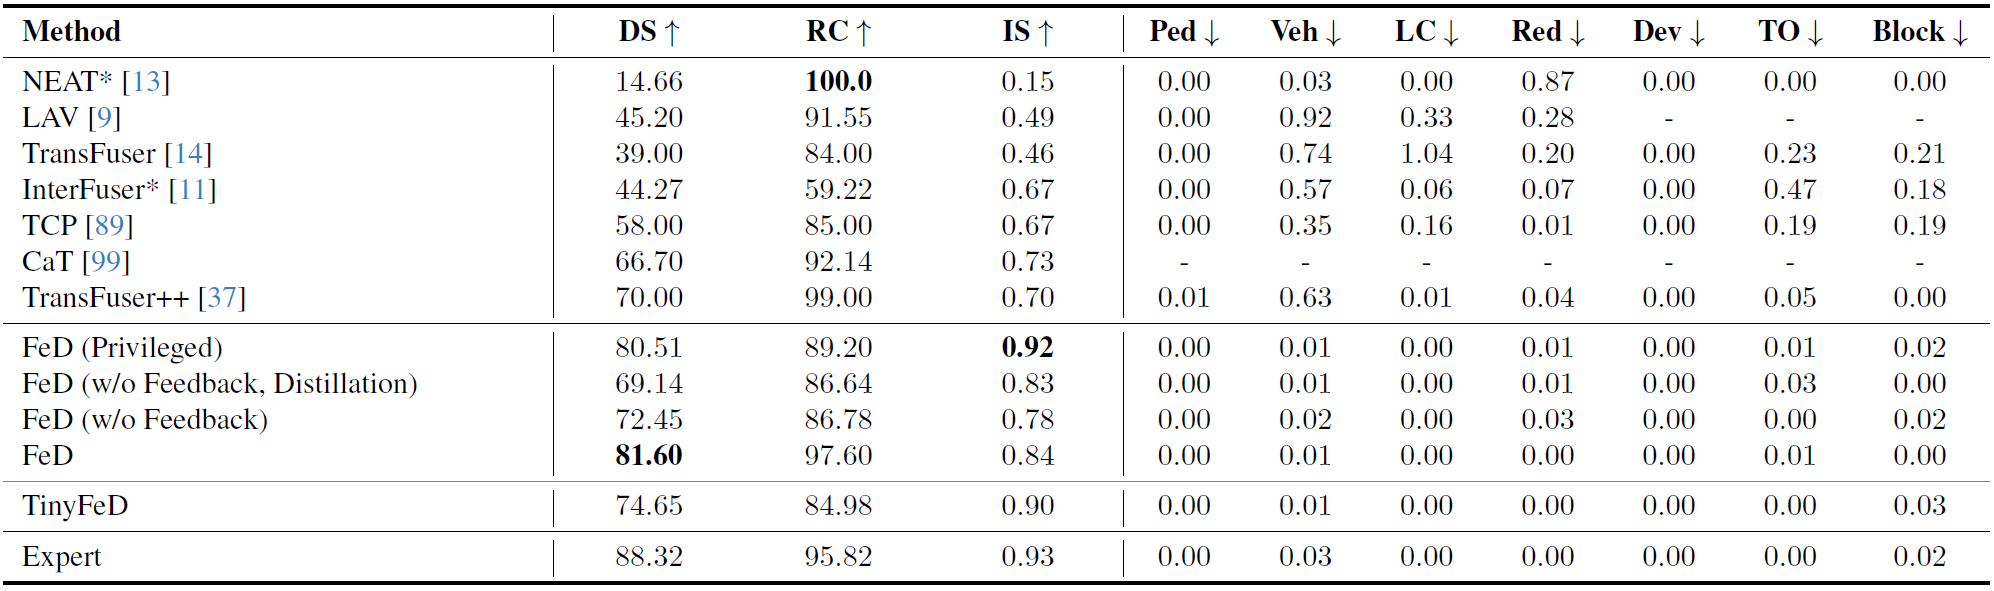 Method DS ↑ RC ↑ IS ↑ Ped ↓ Veh ↓ LC ↓ Red ↓ Dev ↓ TO ↓ Block ↓
NEAT* [13] 14.66 100.0 0.15 0.00 0.03 0.00 0.87 0.00 0.00 0.00
LAV [9] 45.20 91.55 0.49 0.00 0.92 0.33 0.28 - - -
TransFuser [14] 39.00 84.00 0.46 0.00 0.74 1.04 0.20 0.00 0.23 0.21
InterFuser* [11] 44.27 59.22 0.67 0.00 0.57 0.06 0.07 0.00 0.47 0.18
TCP [89] 58.00 85.00 0.67 0.00 0.35 0.16 0.01 0.00 0.19 0.19
CaT [99] 66.70 92.14 0.73 - - - - - - -
TransFuser++ [37] 70.00 99.00 0.70 0.01 0.63 0.01 0.04 0.00 0.05 0.00
FeD (Privileged) 80.51 89.20 0.92 0.00 0.01 0.00 0.01 0.00 0.01 0.02
FeD (w/o Feedback, Distillation) 69.14 86.64 0.83 0.00 0.01 0.00 0.01 0.00 0.03 0.00
FeD (w/o Feedback) 72.45 86.78 0.78 0.00 0.02 0.00 0.03 0.00 0.00 0.02
FeD 81.60 97.60 0.84 0.00 0.01 0.00 0.00 0.00 0.01 0.00
TinyFeD 74.65 84.98 0.90 0.00 0.01 0.00 0.00 0.00 0.00 0.03
Expert 88.32 95.82 0.93 0.00 0.03 0.00 0.00 0.00 0.00 0.02